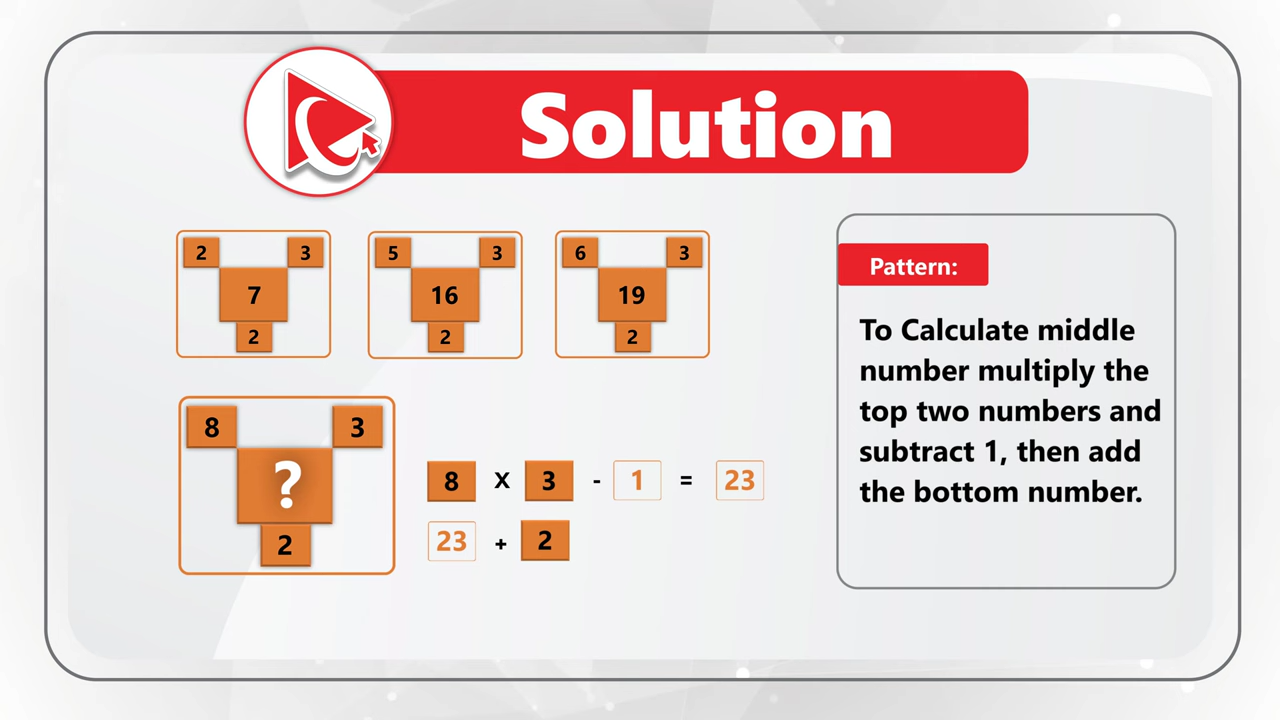 Solution
2 3 5 3 6 3
7 16 19
2 2 2
Pattern:
To Calculate middle
number multiply the
top two numbers and
subtract 1, then add
the bottom number.
8 3
?
2
8 X 3 - 1 = 23
23 + 2